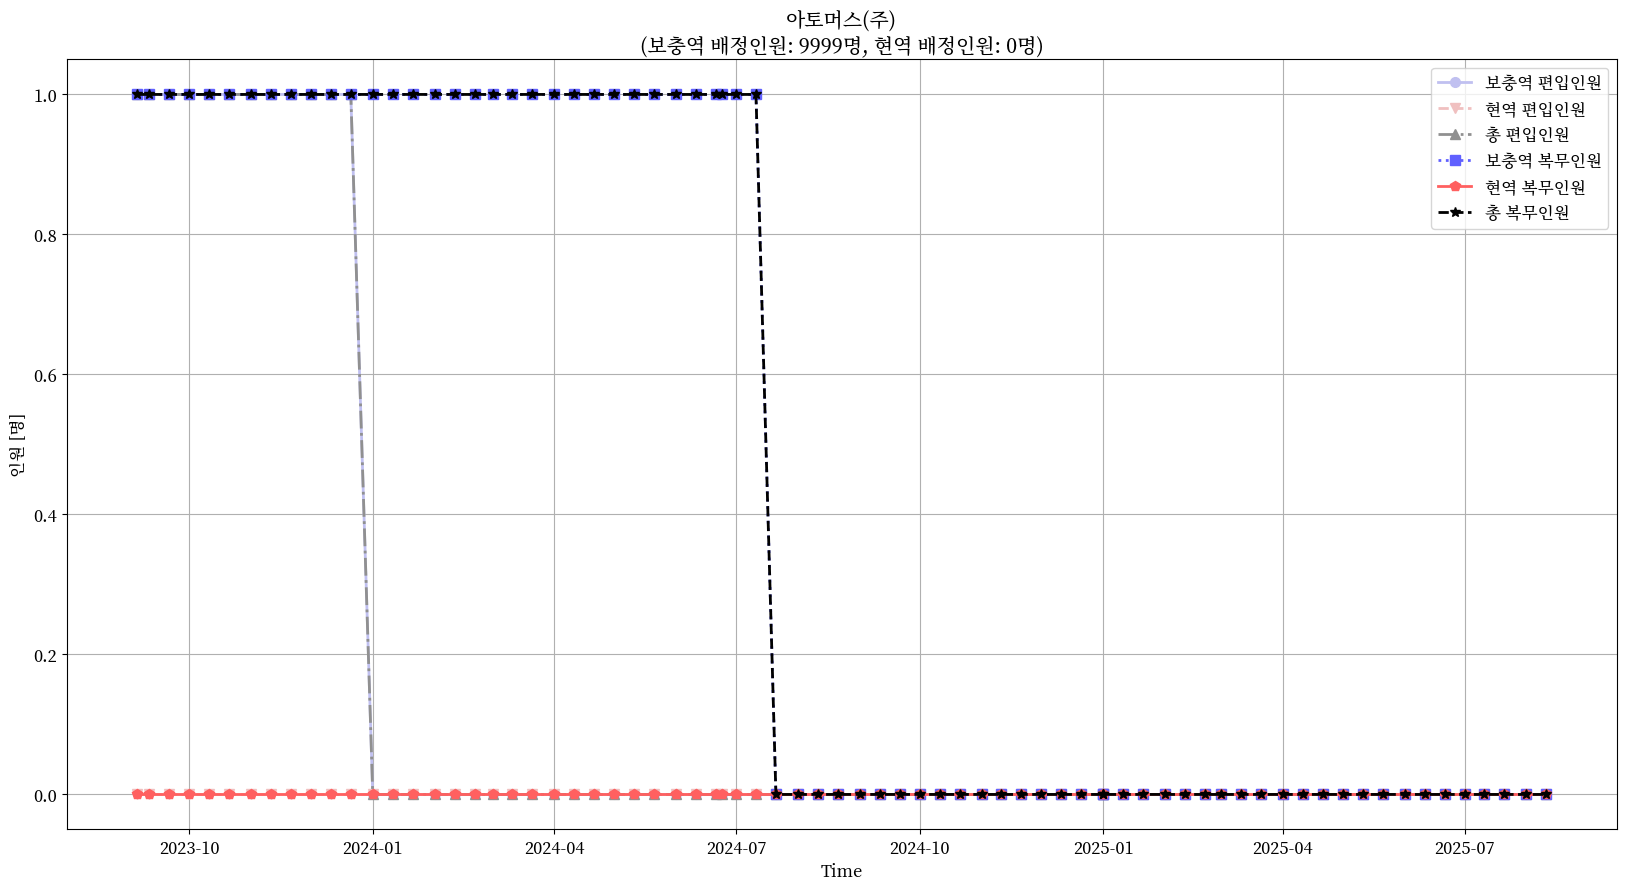 아토머스(주)
(보충역 배정인원: 9999명, 현역 배정인원: 0명)
보충역 편입인원
현역 편입인원
총 편입인원
보충역 복무인원
현역 복무인원
총 복무인원
인원 [명]
1.0
0.8
0.6
0.4
0.2
0.0
2023-10
2024-01
2024-04
2024-07
2024-10
2025-01
2025-04
2025-07
Time